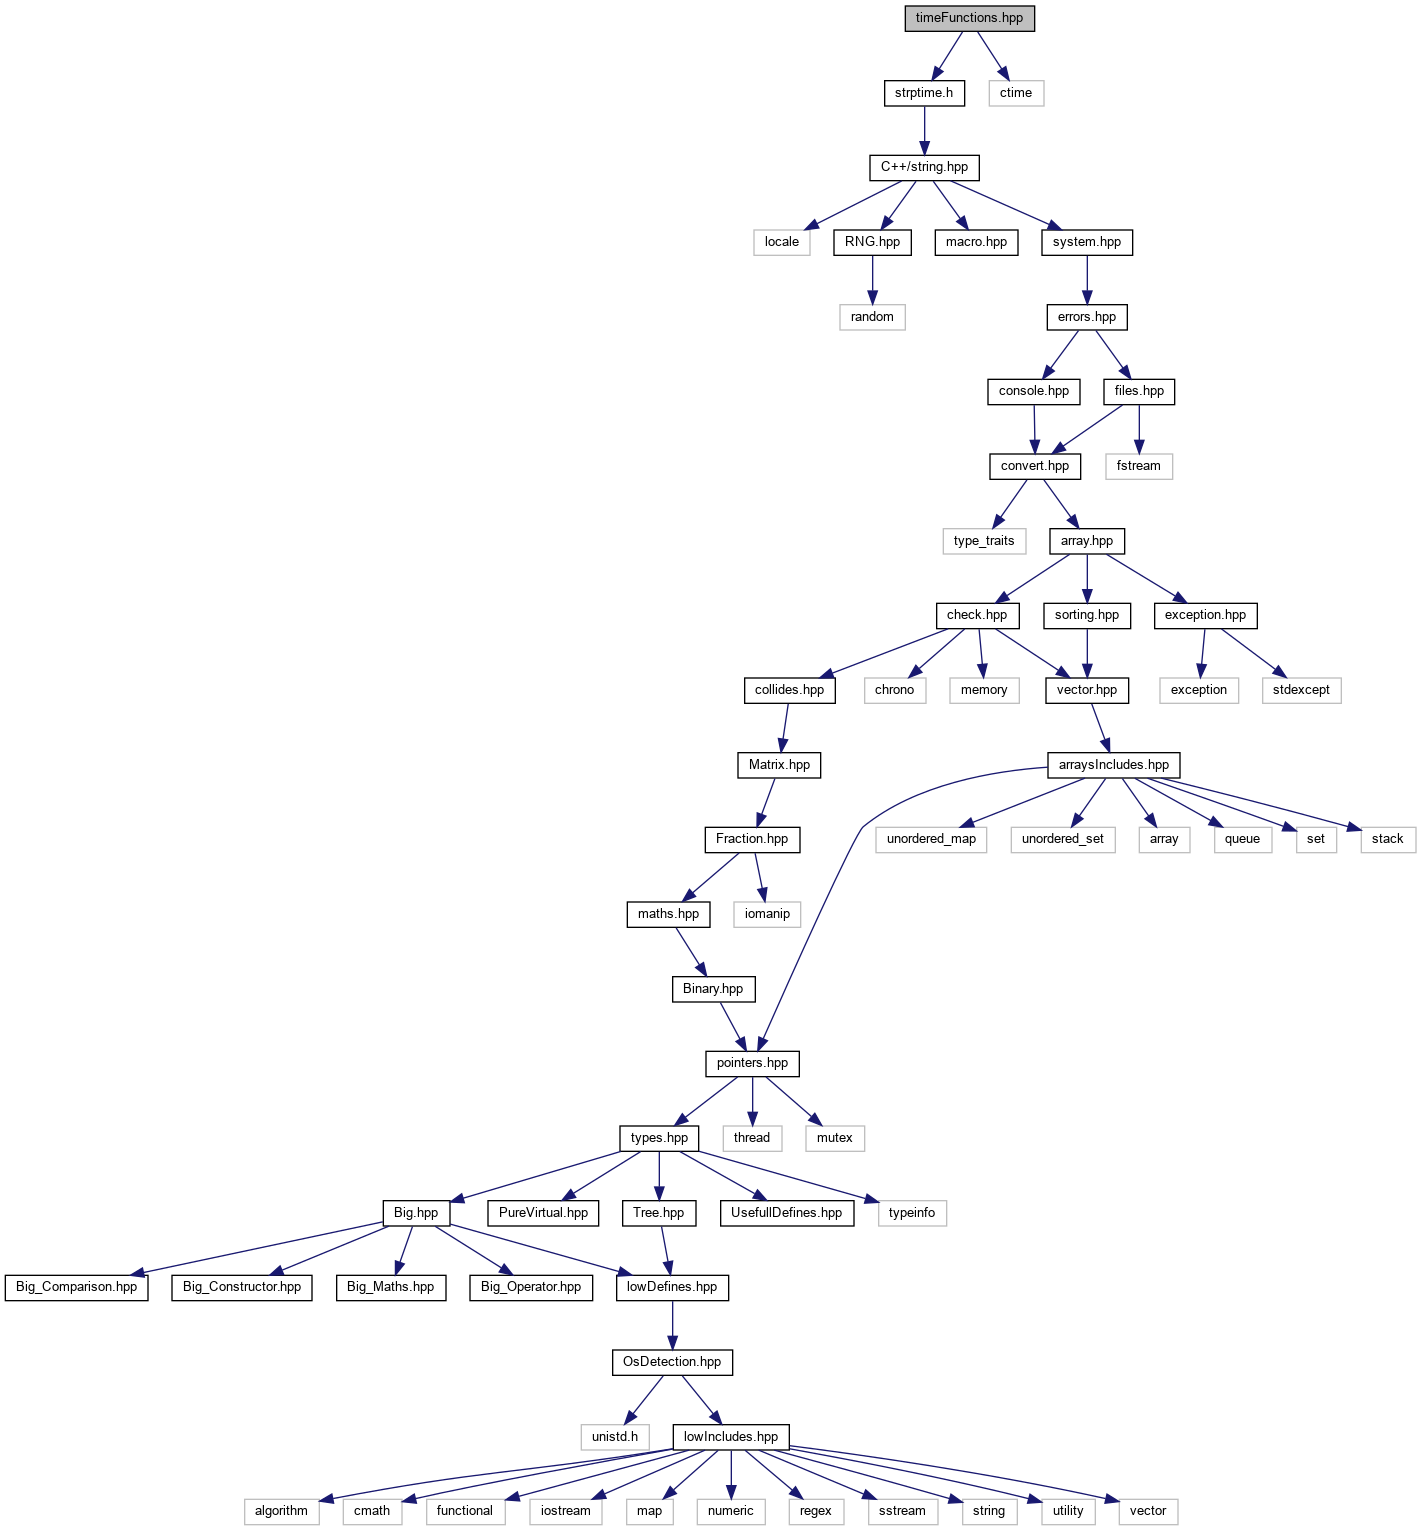 timeFunctions.hpp
strptime.h
ctime
C++/string.hpp
locale
RNG.hpp
macro.hpp
system.hpp
random
errors.hpp
console.hpp
files.hpp
convert.hpp
fstream
type_traits
array.hpp
check.hpp
sorting.hpp
exception.hpp
collides.hpp
chrono
memory
vector.hpp
exception
stdexcept
Matrix.hpp
arraysIncludes.hpp
Fraction.hpp
unordered_map
unordered_set
array
queue
set
stack
maths.hpp
iomanip
Binary.hpp
pointers.hpp
types.hpp
thread
mutex
Big.hpp
PureVirtual.hpp
Tree.hpp
UsefullDefines.hpp
typeinfo
Big_Comparison.hpp
Big_Constructor.hpp
Big_Maths.hpp
Big_Operator.hpp
lowDefines.hpp
OsDetection.hpp
unistd.h
lowIncludes.hpp
algorithm
cmath
functional
iostream
map
numeric
regex
sstream
string
utility
vector